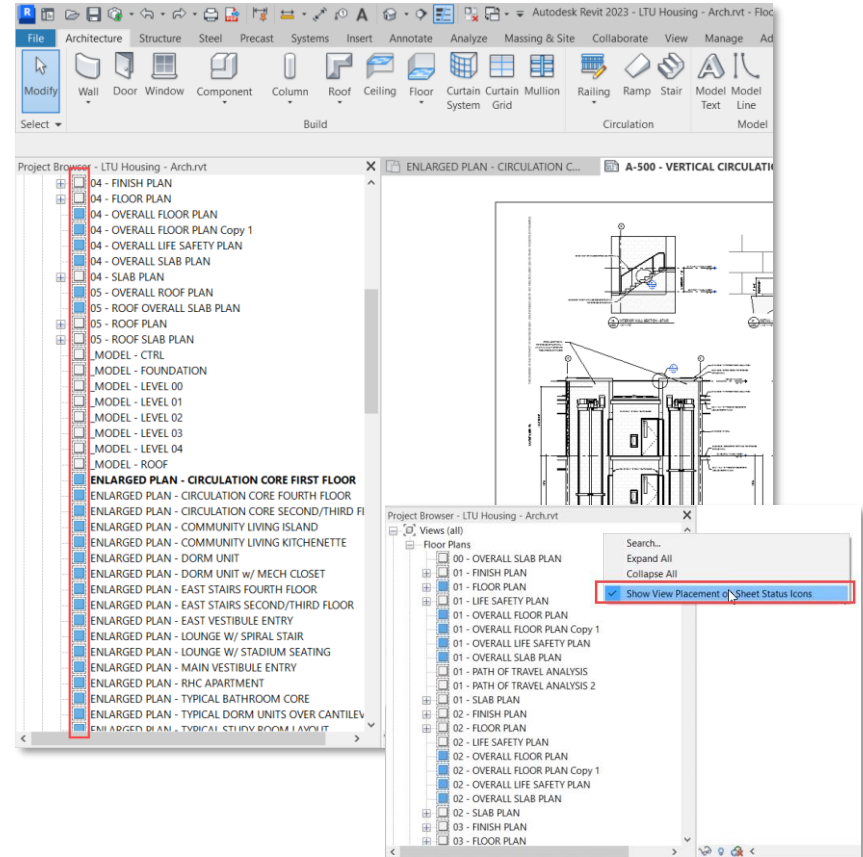 R
A
Autodesk Revit 2023 - LTU Housing - Arch.rvt - Floo
File Architecture Structure Steel Precast Systems Insert Annotate Analyze Massing & Site Collaborate View Manage Ad
Modify Wall Door Window Component Column Roof Ceiling Floor Curtain System Curtain Grid Mullion Railing Ramp Stair Model Text Model Line
Select Build Circulation Model
Project Browser - LTU Housing - Arch.rvt
ENLARGED PLAN - CIRCULATION C...
A-500 - VERTICAL CIRCULATI
04 - FINISH PLAN
04 - FLOOR PLAN
04 - OVERALL FLOOR PLAN
04 - OVERALL FLOOR PLAN Copy 1
04 - OVERALL LIFE SAFETY PLAN
04 - OVERALL SLAB PLAN
04 - SLAB PLAN
05 - OVERALL ROOF PLAN
05 - ROOF OVERALL SLAB PLAN
05 - ROOF PLAN
05 - ROOF SLAB PLAN
_MODEL - CTRL
_MODEL - FOUNDATION
_MODEL - LEVEL 00
_MODEL - LEVEL 01
_MODEL - LEVEL 02
_MODEL - LEVEL 03
_MODEL - LEVEL 04
_MODEL - ROOF
ENLARGED PLAN - CIRCULATION CORE FIRST FLOOR
ENLARGED PLAN - CIRCULATION CORE FOURTH FLOOR
ENLARGED PLAN - CIRCULATION CORE SECOND/THIRD FI
ENLARGED PLAN - COMMUNITY LIVING ISLAND
ENLARGED PLAN - COMMUNITY LIVING KITCHENETTE
ENLARGED PLAN - DORM UNIT
ENLARGED PLAN - DORM UNIT w/ MECH CLOSET
ENLARGED PLAN - EAST STAIRS FOURTH FLOOR
ENLARGED PLAN - EAST STAIRS SECOND/THIRD FLOOR
ENLARGED PLAN - EAST VESTIBULE ENTRY
ENLARGED PLAN - LOUNGE W/ SPIRAL STAIR
ENLARGED PLAN - LOUNGE W/ STADIUM SEATING
ENLARGED PLAN - MAIN VESTIBULE ENTRY
ENLARGED PLAN - RHC APARTMENT
ENLARGED PLAN - TYPICAL BATHROOM CORE
ENLARGED PLAN - TYPICAL DORM UNITS OVER CANTILEV
ENLARGED PLAN - TYPICAL STUDY ROOM LAYOUT
Project Browser - LTU Housing - Arch.rvt
Views (all)
Floor Plans
00 - OVERALL SLAB PLAN
01 - FINISH PLAN
01 - FLOOR PLAN
01 - LIFE SAFETY PLAN
01 - OVERALL FLOOR PLAN
01 - OVERALL FLOOR PLAN Copy 1
01 - OVERALL LIFE SAFETY PLAN
01 - OVERALL SLAB PLAN
01 - PATH OF TRAVEL ANALYSIS
01 - PATH OF TRAVEL ANALYSIS 2
01 - SLAB PLAN
02 - FINISH PLAN
02 - FLOOR PLAN
02 - LIFE SAFETY PLAN
02 - OVERALL FLOOR PLAN
02 - OVERALL FLOOR PLAN Copy 1
02 - OVERALL LIFE SAFETY PLAN
02 - OVERALL SLAB PLAN
02 - SLAB PLAN
03 - FINISH PLAN
03 - FLOOR PLAN
Search...
Expand All
Collapse All
Show View Placement on Sheet Status Icons